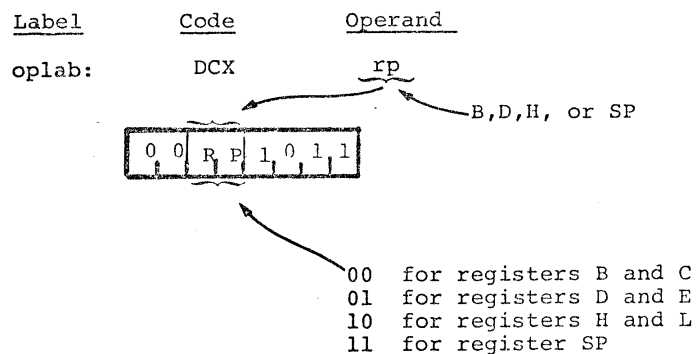 Label Code Operand
oplab: DCX rp
B,D,H, or SP
0 0 R P 1 0 1 1
00 for registers B and C
01 for registers D and E
10 for registers H and L
11 for register SP